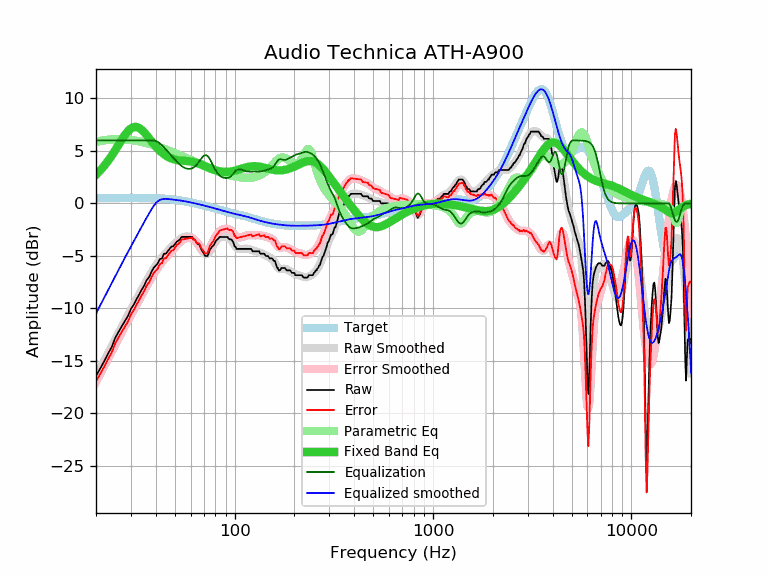 Audio Technica ATH-A900
Amplitude (dBr)
10
5
0
−5
−10
−15
−20
−25
Target
Raw Smoothed
Error Smoothed
Raw
Error
Parametric Eq
Fixed Band Eq
Equalization
Equalized smoothed
100
1000
10000
Frequency (Hz)